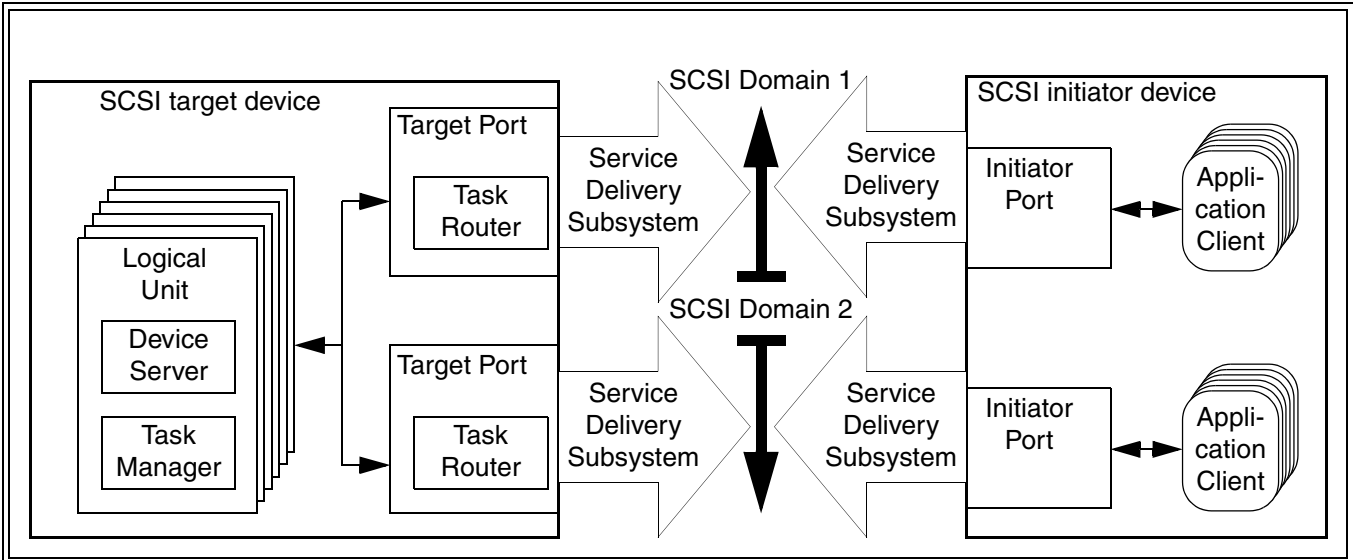 SCSI target device
Logical
Unit
Device
Server
Task
Manager
Target Port
Task
Router
Target Port
Task
Router
Service
Delivery
Subsystem
Service
Delivery
Subsystem
SCSI Domain 1
SCSI Domain 2
Service
Delivery
Subsystem
Service
Delivery
Subsystem
SCSI initiator device
Initiator
Port
Appli-
cation
Client
Initiator
Port
Appli-
cation
Client